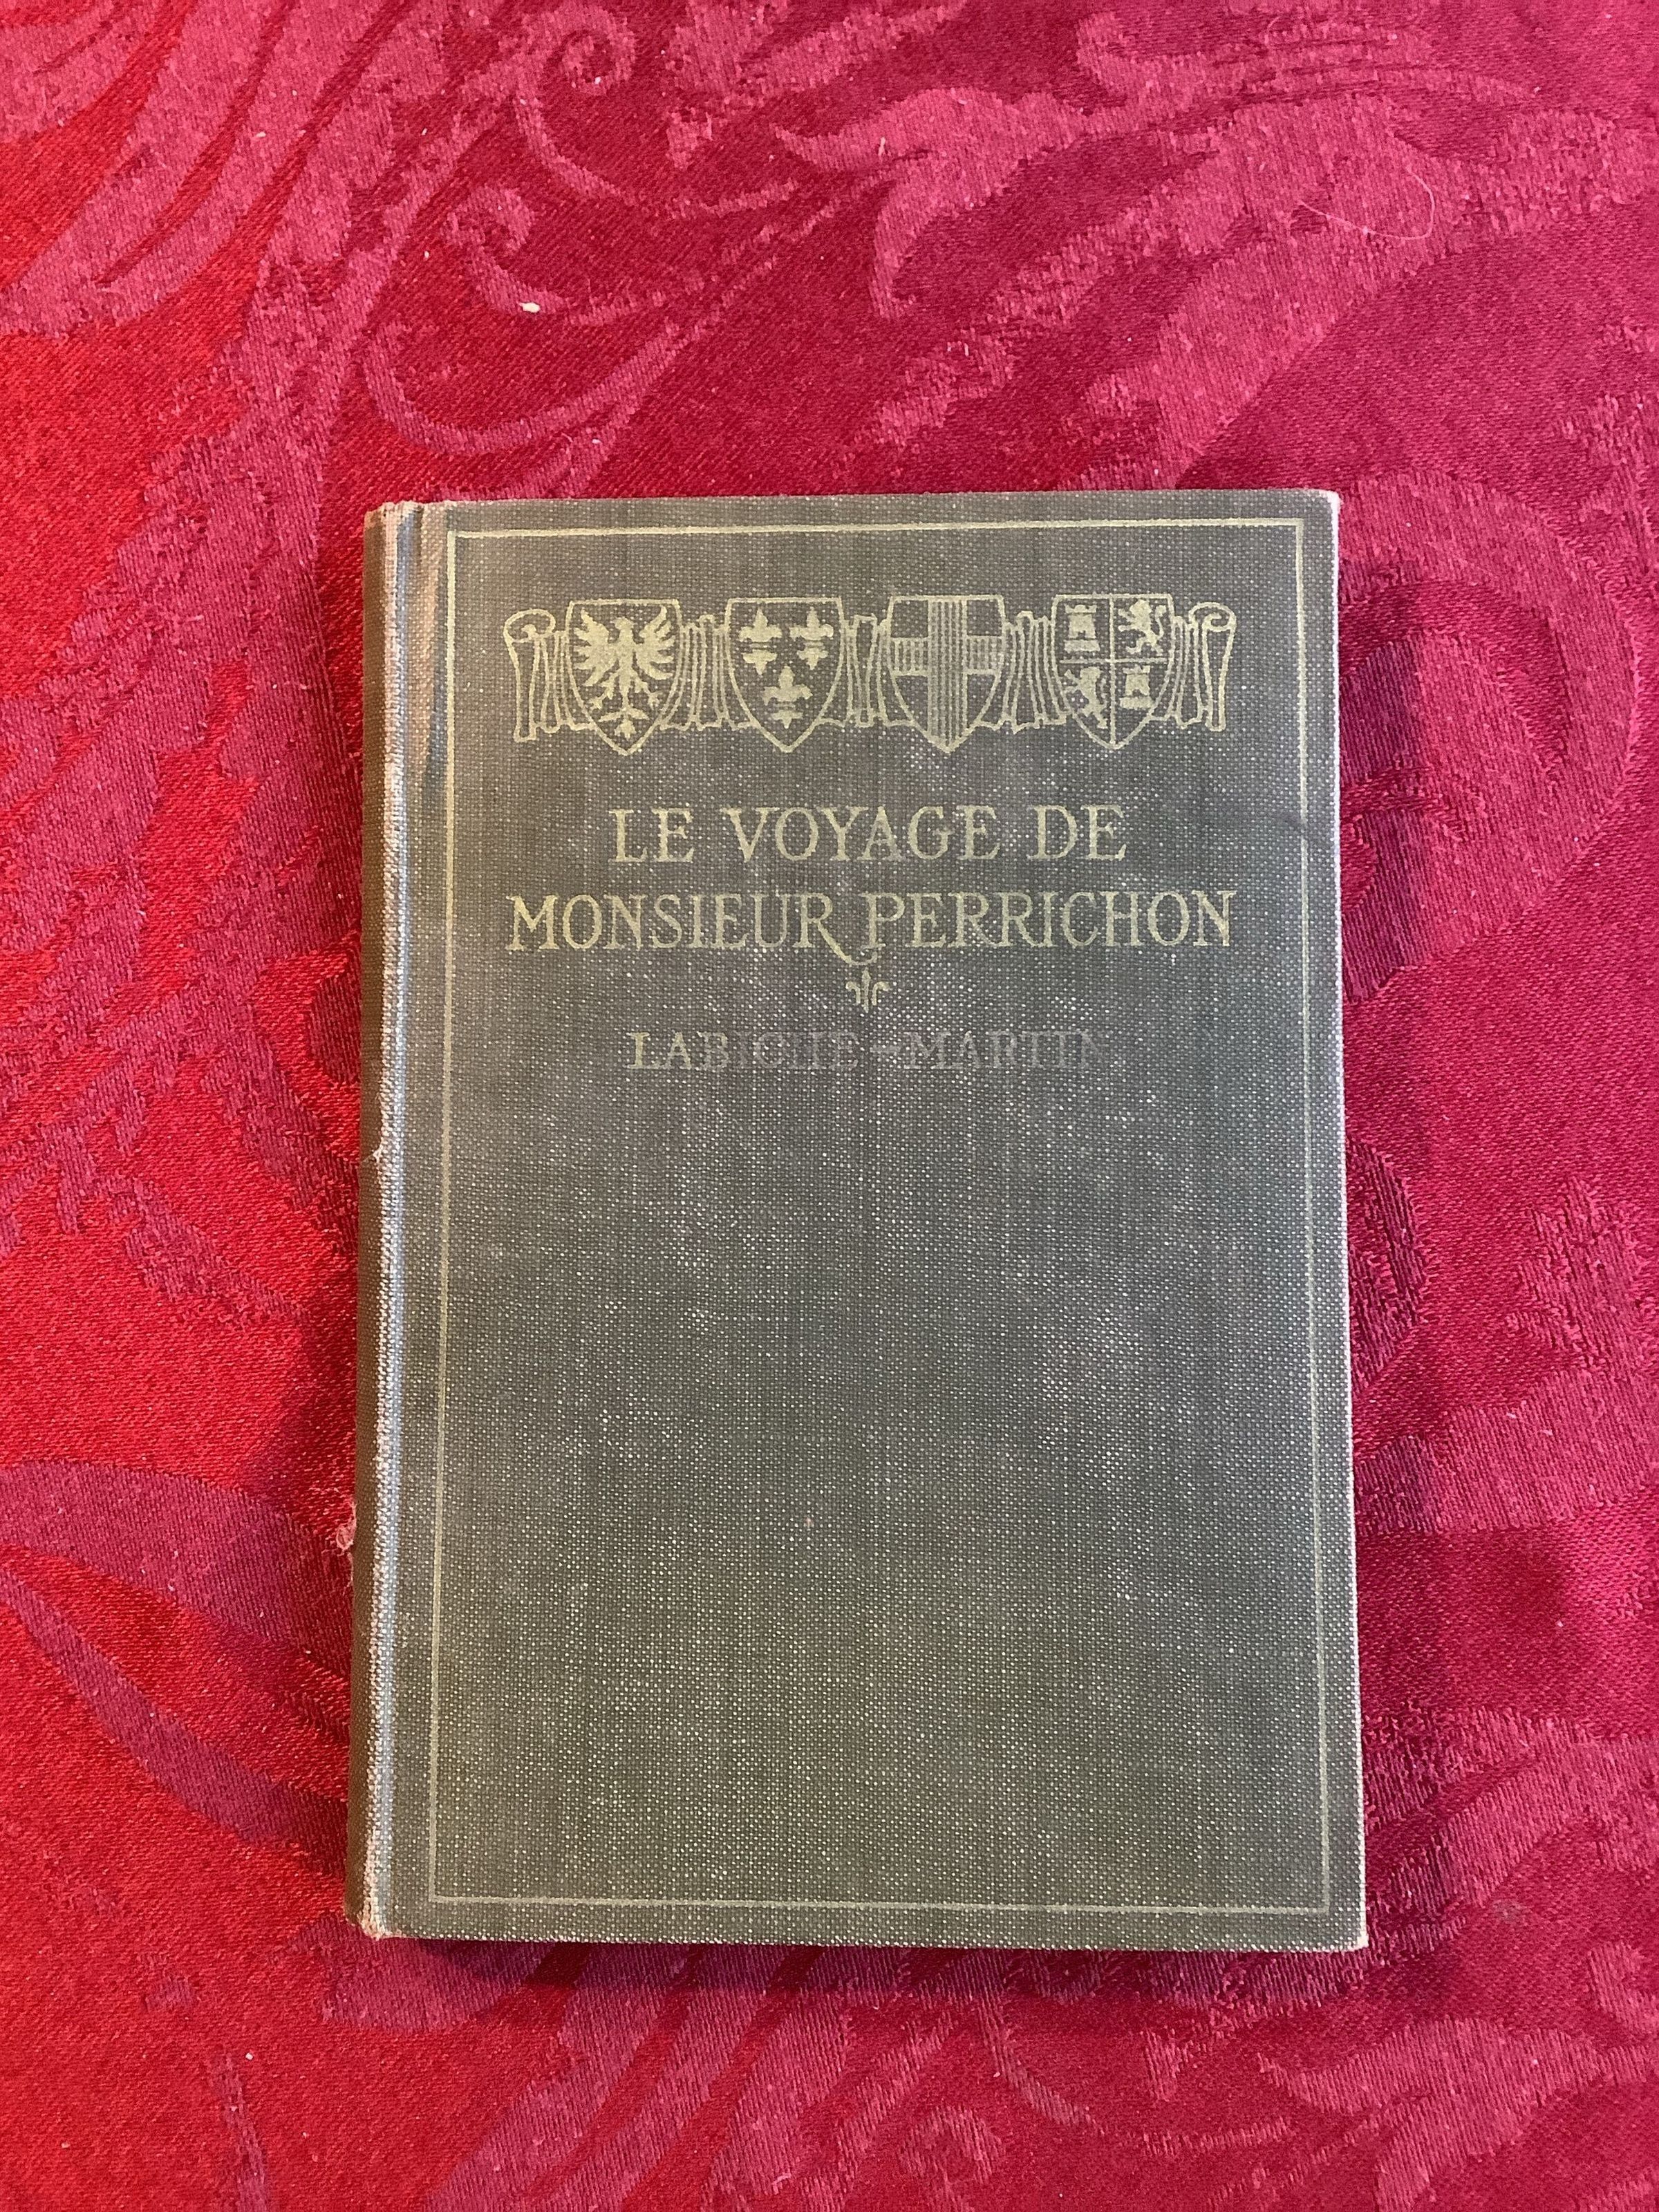 LE VOYAGE DE
MONSIEUR PERRICHON
LABICHE - MARTIN